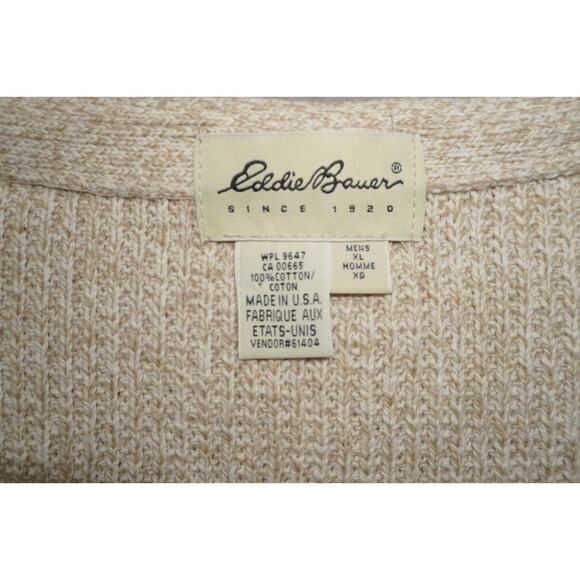 Eddie Bauer®
SINCE 1920
WPL 9647
CA 00665
100%COTTON/
COTON
MADE IN U.S.A.
FABRIQUE AUX
ETATS-UNIS
VENDOR#61404
MENS
XL
HOMME
XG